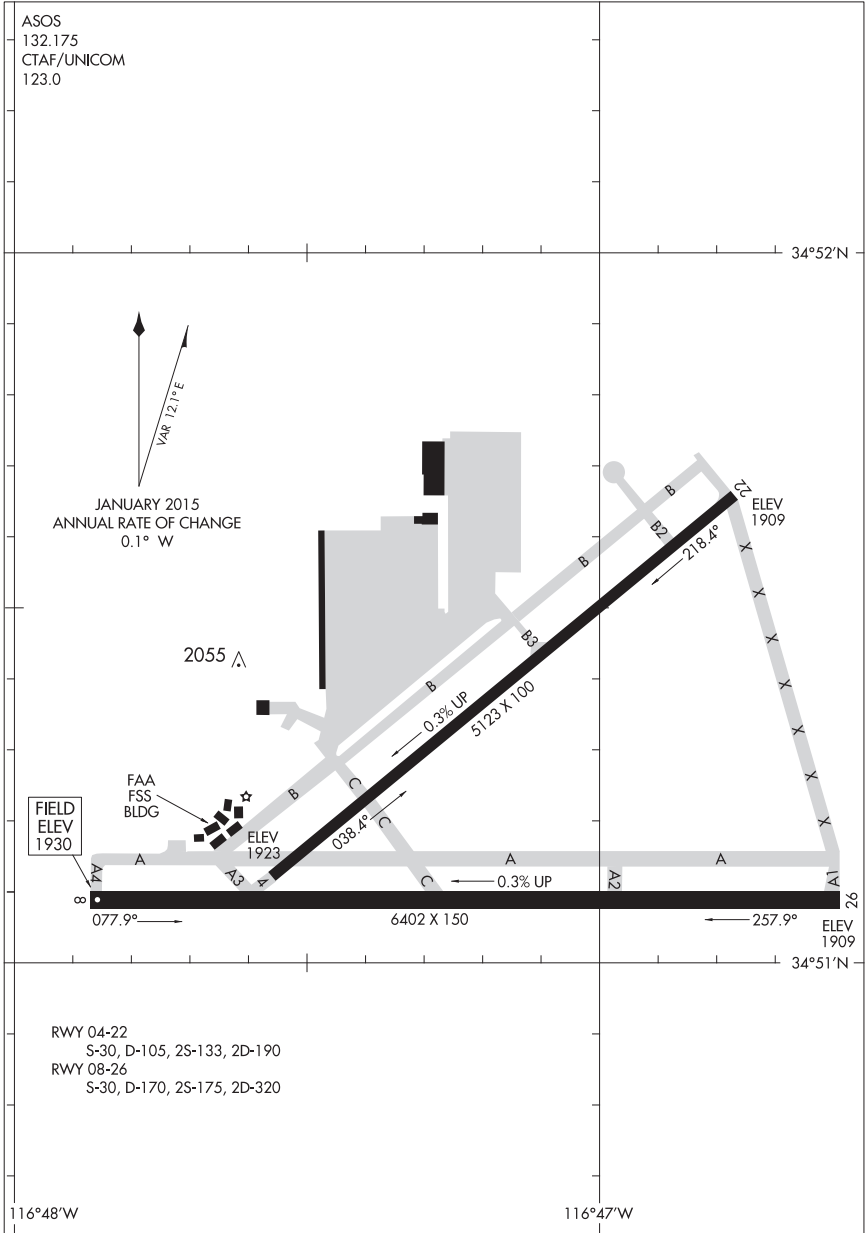 ASOS
132.175
CTAF/UNICOM
123.0
34°52'N
VAR 12.1° E
JANUARY 2015
ANNUAL RATE OF CHANGE
0.1° W
22
ELEV
1909
B
B2
218.4°
B
X
X
X
X
X
X
X
B3
2055
B
0.3% UP
5123 X 100
FAA
FSS
BLDG
B
C
C
038.4°
FIELD
ELEV
1930
ELEV
1923
A
A
A
A4
A3
4
C
0.3% UP
A2
A1
8
26
077.9°
6402 X 150
257.9°
ELEV
1909
34°51'N
RWY 04-22
S-30, D-105, 2S-133, 2D-190
RWY 08-26
S-30, D-170, 2S-175, 2D-320
116°48'W
116°47'W